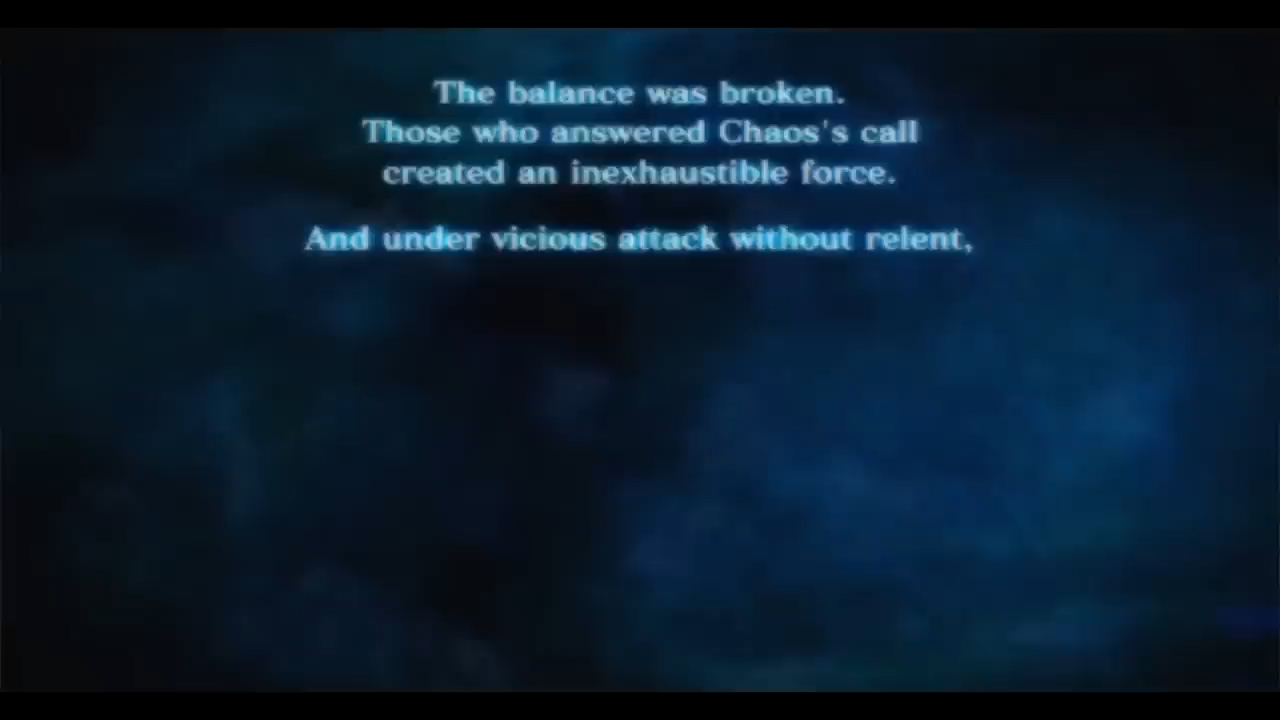 The balance was broken.
Those who answered Chaos's call
created an inexhaustible force.
And under vicious attack without relent,